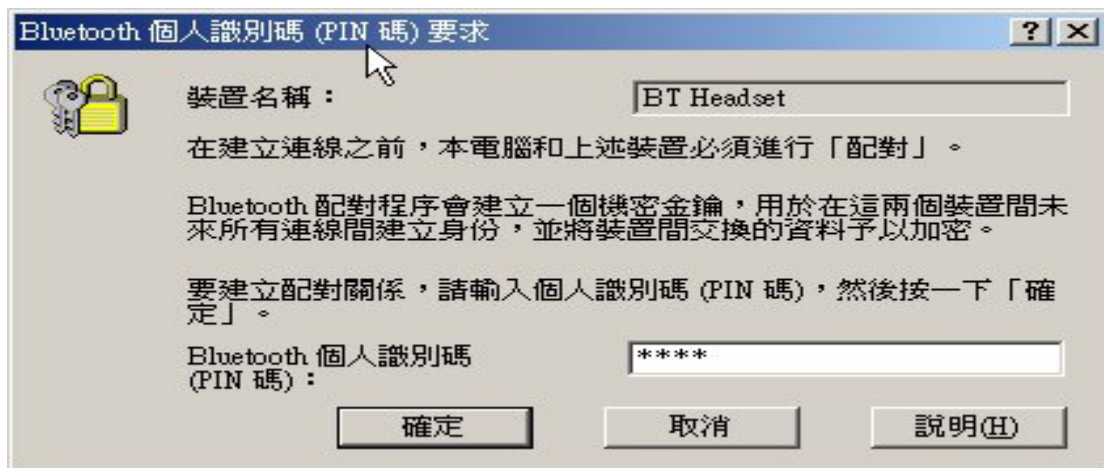 Bluetooth 個人識別碼 (PIN 碼) 要求
裝置名稱：
BT Headset
在建立連線之前，本電腦和上述裝置必須進行「配對」。
Bluetooth 配對程序會建立一個機密金鑰，用於在這兩個裝置間未
來所有連線間建立身份，並將裝置間交換的資料予以加密。
要建立配對關係，請輸入個人識別碼 (PIN 碼)，然後按一下「確
定」。
Bluetooth 個人識別碼
(PIN 碼)：
****
確定
取消
說明(H)